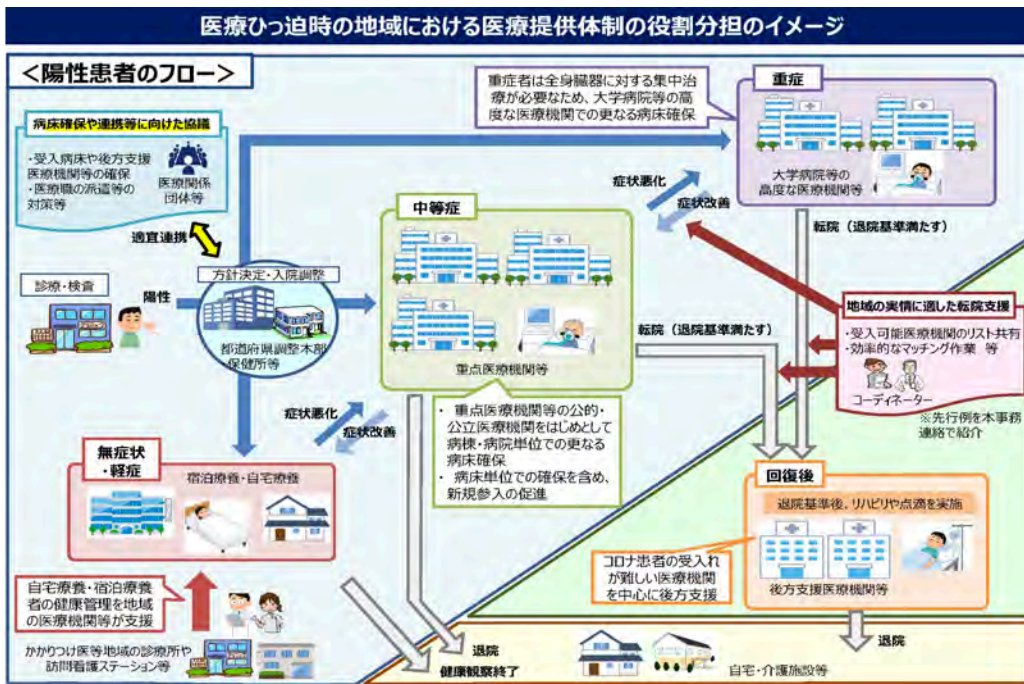 医療ひっ迫時の地域における医療提供体制の役割分担のイメージ
＜陽性患者のフロー＞
病床確保や連携等に向けた協議
・受入病床や後方支援
医療機関等の確保
・医療職の派遣等の
対策等
医療関係
団体等
適宜連携
診療・検査
陽性
方針決定・入院調整
都道府県調整本部
保健所等
重症者は全身臓器に対する集中治
療が必要なため、大学病院等の高
度な医療機関での更なる病床確保
重症
大学病院等の
高度な医療機関等
症状悪化
症状改善
転院（退院基準満たす）
中等症
重点医療機関等
転院（退院基準満たす）
地域の実情に適した転院支援
・受入可能医療機関のリスト共有
・効率的なマッチング作業 等
コーディネーター
※先行例を本事務
連絡で紹介
症状悪化
症状改善
・ 重点医療機関等の公的・
公立医療機関をはじめとして
病棟・病院単位での更なる
病床確保
・ 病床単位での確保を含め、
新規参入の促進
無症状
・軽症
宿泊療養・自宅療養
自宅療養・宿泊療養
者の健康管理を地域
の医療機関等が支援
かかりつけ医等地域の診療所や
訪問看護ステーション等
回復後
退院基準後、リハビリや点滴を実施
後方支援医療機関等
コロナ患者の受入れ
が難しい医療機関
を中心に後方支援
退院
退院
健康観察終了
自宅・介護施設等